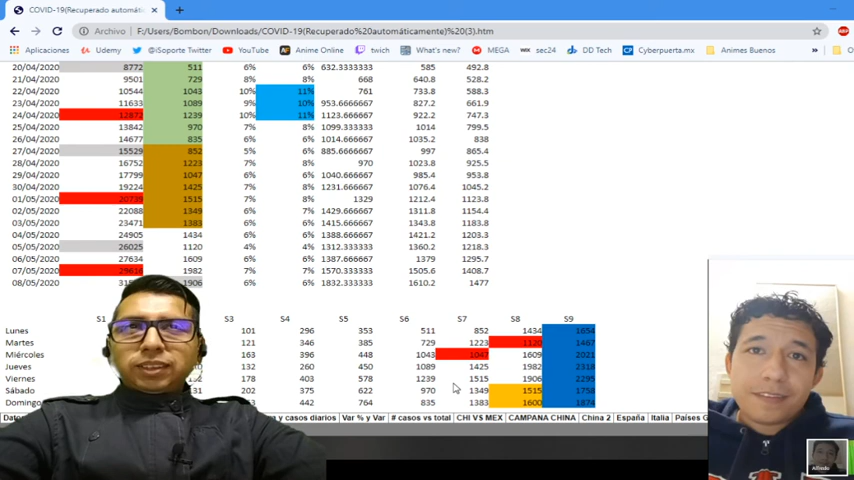 COVID-19(Recuperado automáticam
Archivo F:/Users/Bombon/Downloads/COVID-19(Recuperado%20automáticamente)%20(3).htm
Aplicaciones Udemy @iSoporte Twitter YouTube Anime Online twich What's new? MEGA sec24 DD Tech Cyberpuerta.mx Animes Buenos »
20/04/2020 8772 511 6% 6% 632.3333333 585 492.8
21/04/2020 9501 729 8% 8% 668 640.8 528.2
22/04/2020 10544 1043 10% 11% 761 733.8 588.3
23/04/2020 11633 1089 9% 10% 953.6666667 827.2 661.9
24/04/2020 12872 1239 10% 11% 1123.666667 922.2 747.3
25/04/2020 13842 970 7% 8% 1099.333333 1014 799.5
26/04/2020 14677 835 6% 6% 1014.666667 1035.2 838
27/04/2020 15529 852 5% 6% 885.6666667 997 865.4
28/04/2020 16752 1223 7% 8% 970 1023.8 925.5
29/04/2020 17799 1047 6% 6% 1040.666667 985.4 953.8
30/04/2020 19224 1425 7% 8% 1231.666667 1076.4 1045.2
01/05/2020 20739 1515 7% 8% 1329 1212.4 1123.8
02/05/2020 22088 1349 6% 7% 1429.666667 1311.8 1154.4
03/05/2020 23471 1383 6% 6% 1415.666667 1343.8 1183.8
04/05/2020 24905 1434 6% 6% 1388.666667 1421.2 1203.3
05/05/2020 26025 1120 4% 4% 1312.333333 1360.2 1218.3
06/05/2020 27634 1609 6% 6% 1387.666667 1379 1295.7
07/05/2020 29616 1982 7% 7% 1570.333333 1505.6 1408.7
08/05/2020 1906 6% 6% 1832.333333 1610.2 1477
S1 S3 S4 S5 S6 S7 S8 S9
Lunes 101 296 353 511 852 1434 1654
Martes 121 346 385 729 1223 1120 1467
Miércoles 163 396 448 1043 1047 1609 2021
Jueves 132 260 450 1089 1425 1982 2318
Viernes 178 403 578 1239 1515 1906 2295
Sábado 202 375 622 970 1349 1515 1758
Domingo 442 764 835 1383 1600 1874
y casos diarios Var % y Var # casos vs total CHI VS MEX CAMPANA CHINA China 2 España Italia Países
Alfredo